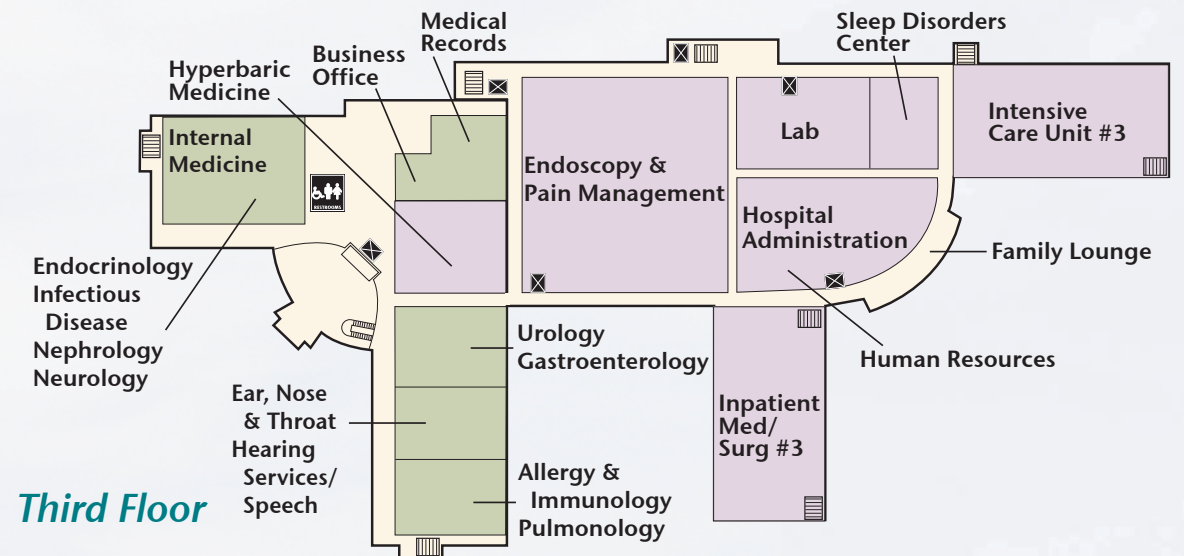 Medical
Records
Sleep Disorders
Center
Business
Office
Hyperbaric
Medicine
Internal
Medicine
RESTROOMS
Endoscopy &
Pain Management
Lab
Intensive
Care Unit #3
Hospital
Administration
Family Lounge
Endocrinology
Infectious
Disease
Nephrology
Neurology
Urology
Gastroenterology
Human Resources
Ear, Nose
& Throat
Hearing
Services/
Speech
Inpatient
Med/
Surg #3
Allergy &
Immunology
Pulmonology
Third Floor